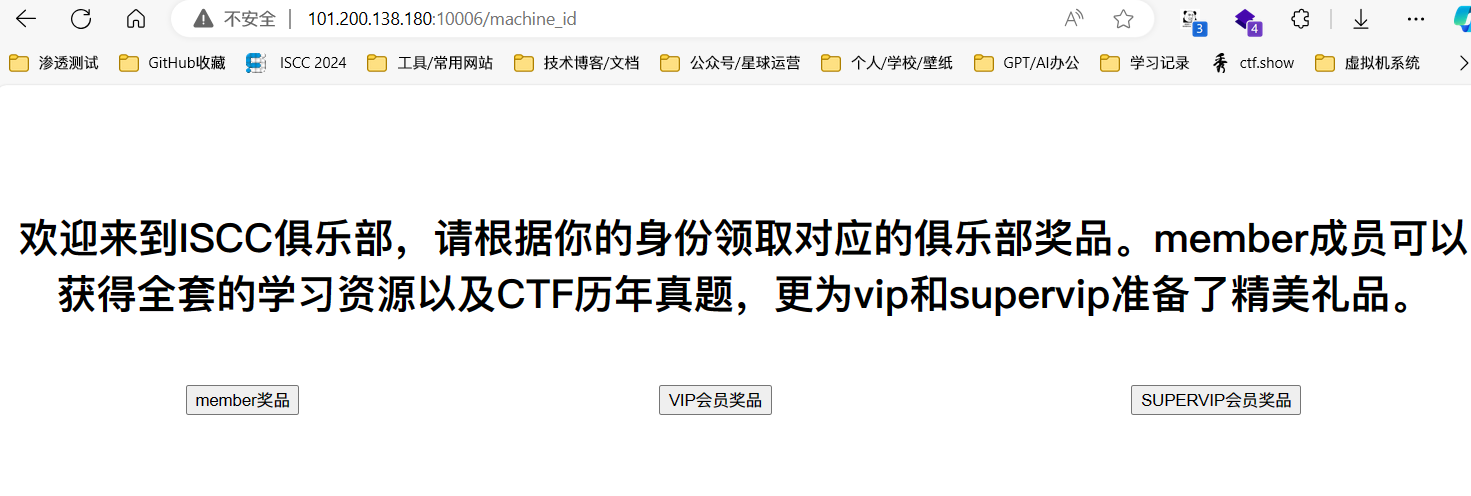 不安全 101.200.138.180:10006/machine_id
3 4
渗透测试 GitHub收藏 ISCC 2024 工具/常用网站 技术博客/文档 公众号/星球运营 个人/学校/壁纸 GPT/AI办公 学习记录 ctf.show 虚拟机系统
欢迎来到ISCC俱乐部，请根据你的身份领取对应的俱乐部奖品。member成员可以
获得全套的学习资源以及CTF历年真题，更为vip和supervip准备了精美礼品。
member奖品 VIP会员奖品 SUPERVIP会员奖品